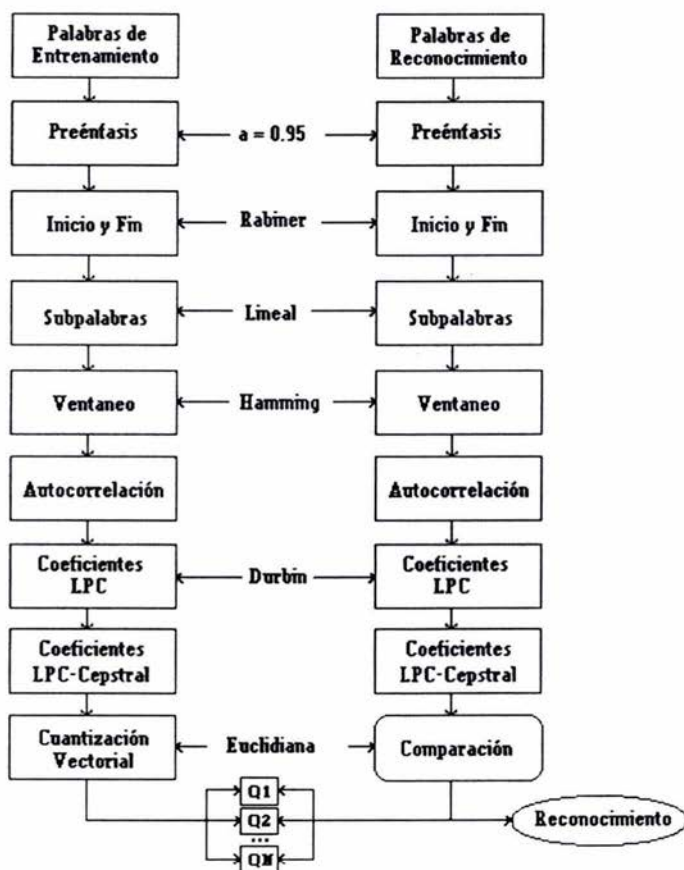 Palabras de
Entrenamiento
Palabras de
Reconocimiento
Preénfasis
a = 0.95
Preénfasis
Inicio y Fin
Rabiner
Inicio y Fin
Subpalabras
Lineal
Subpalabras
Ventaneo
Hamming
Ventaneo
Autocorrelación
Autocorrelación
Coeficientes
LPC
Durbin
Coeficientes
LPC
Coeficientes
LPC-Cepstral
Coeficientes
LPC-Cepstral
Cuantización
Vectorial
Euclidiana
Comparación
Q1
Q2
...
QN
Reconocimiento